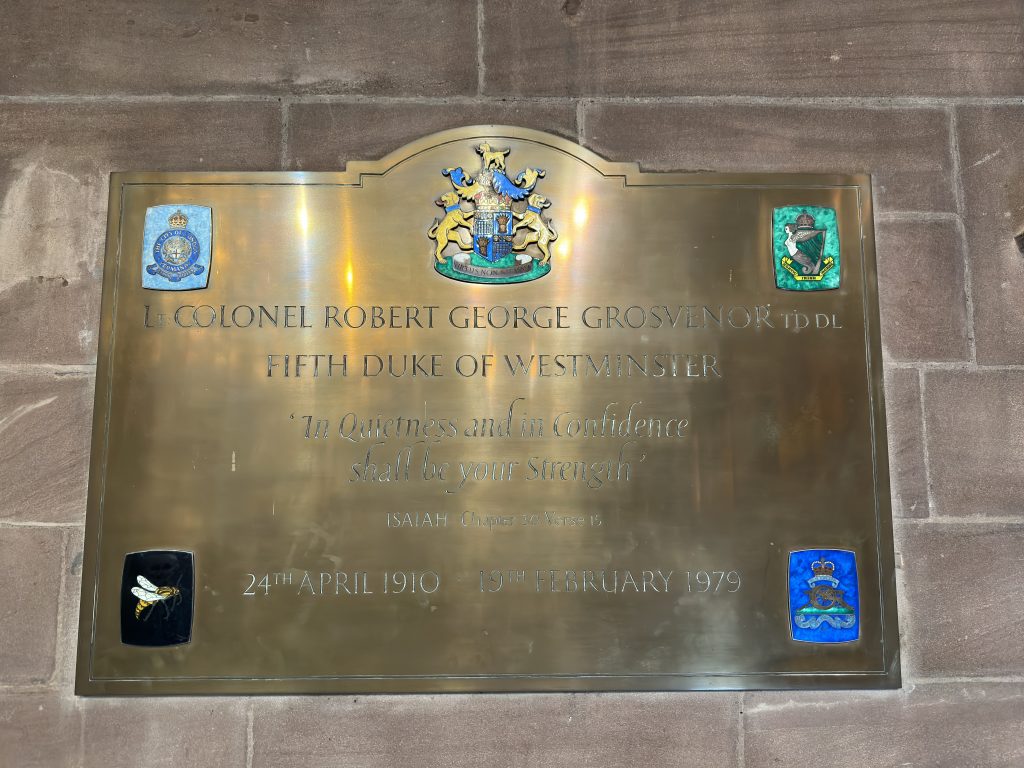 Lt COLONEL ROBERT GEORGE GROSVENOR TD DL
FIFTH DUKE OF WESTMINSTER
‘In Quietness and in Confidence
shall be your Strength’
ISAIAH Chapter 30 Verse 15
24TH APRIL 1910 19TH FEBRUARY 1979